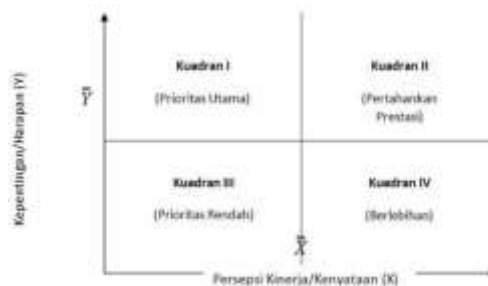 Kepentingan/Harapan (Y)
Ȳ
Kuadran I
(Prioritas Utama)
Kuadran II
(Pertahankan
Prestasi)
Kuadran III
(Prioritas Rendah)
Kuadran IV
(Berlebihan)
X̄
Persepsi Kinerja/Kenyataan (X)